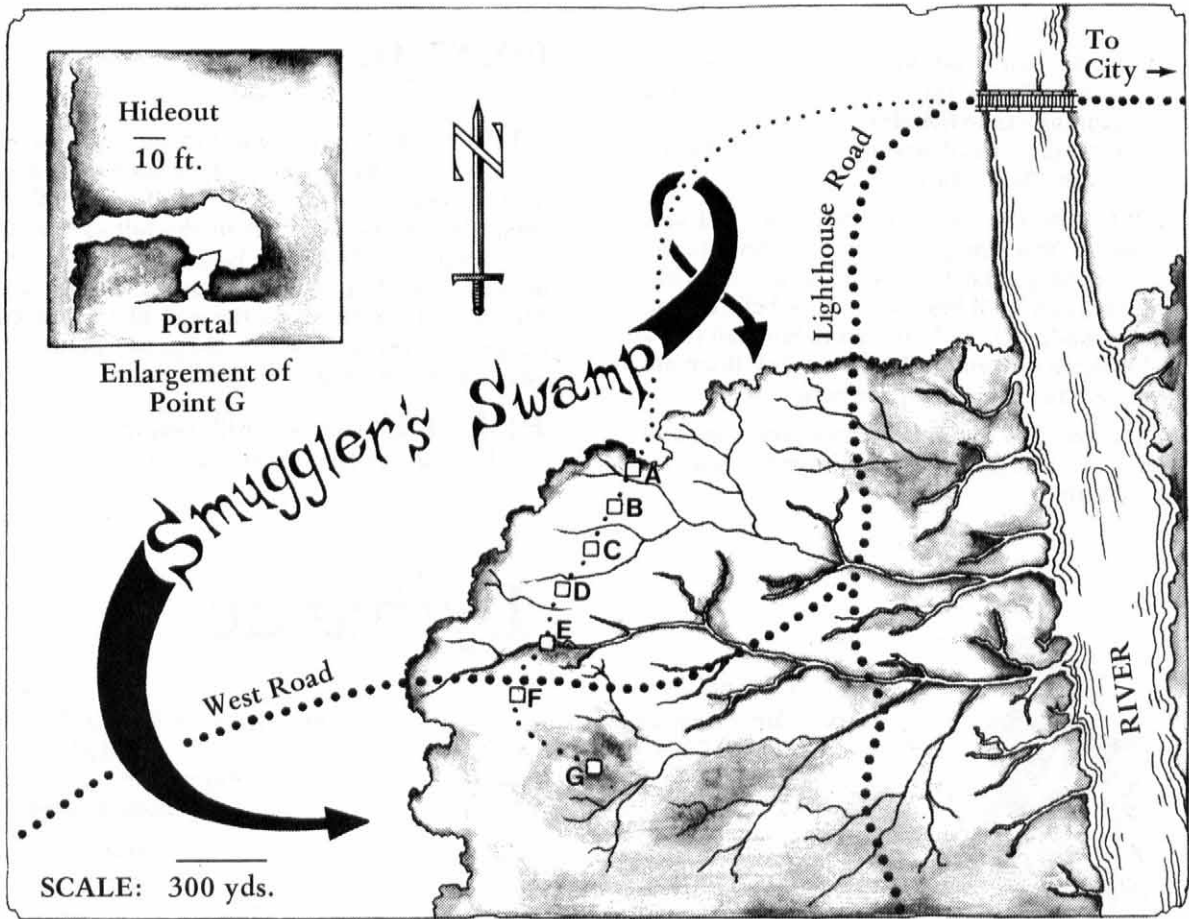 Hideout
10 ft.
Portal
Enlargement of
Point G
N
To
City →
Lighthouse Road
Smuggler's Swamp
A
B
C
D
E
F
G
West Road
RIVER
SCALE: 300 yds.